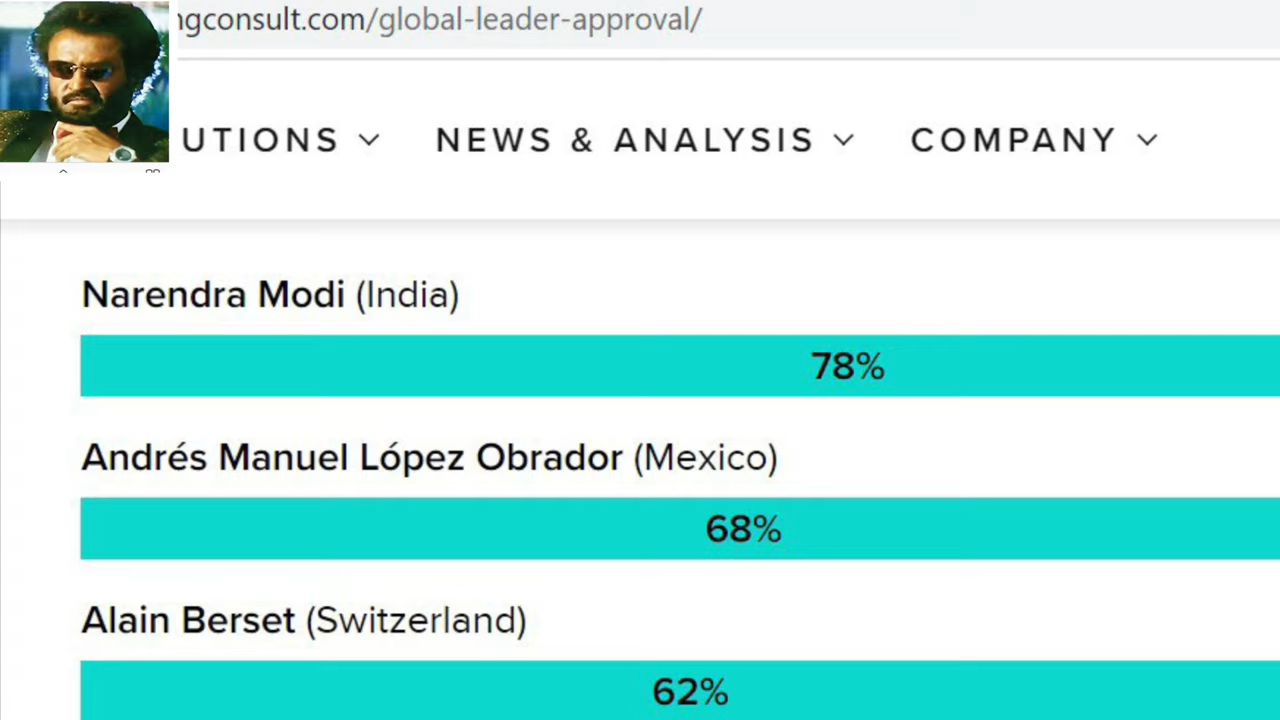 ngconsult.com/global-leader-approval/
UTIONS NEWS & ANALYSIS COMPANY
Narendra Modi (India)
78%
Andrés Manuel López Obrador (Mexico)
68%
Alain Berset (Switzerland)
62%